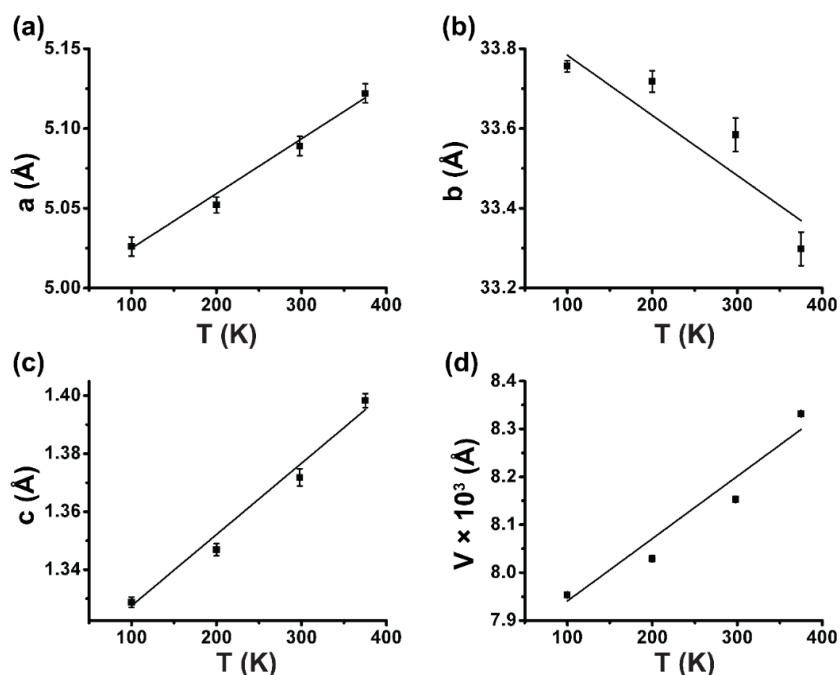 (a)
5.15
5.10
5.05
5.00
a (Å)
100 200 300 400
T (K)
(b)
33.8
33.6
33.4
33.2
b (Å)
100 200 300 400
T (K)
(c)
1.40
1.38
1.36
1.34
c (Å)
100 200 300 400
T (K)
(d)
8.4
8.3
8.2
8.1
8.0
7.9
V × 10³ (Å)
100 200 300 400
T (K)